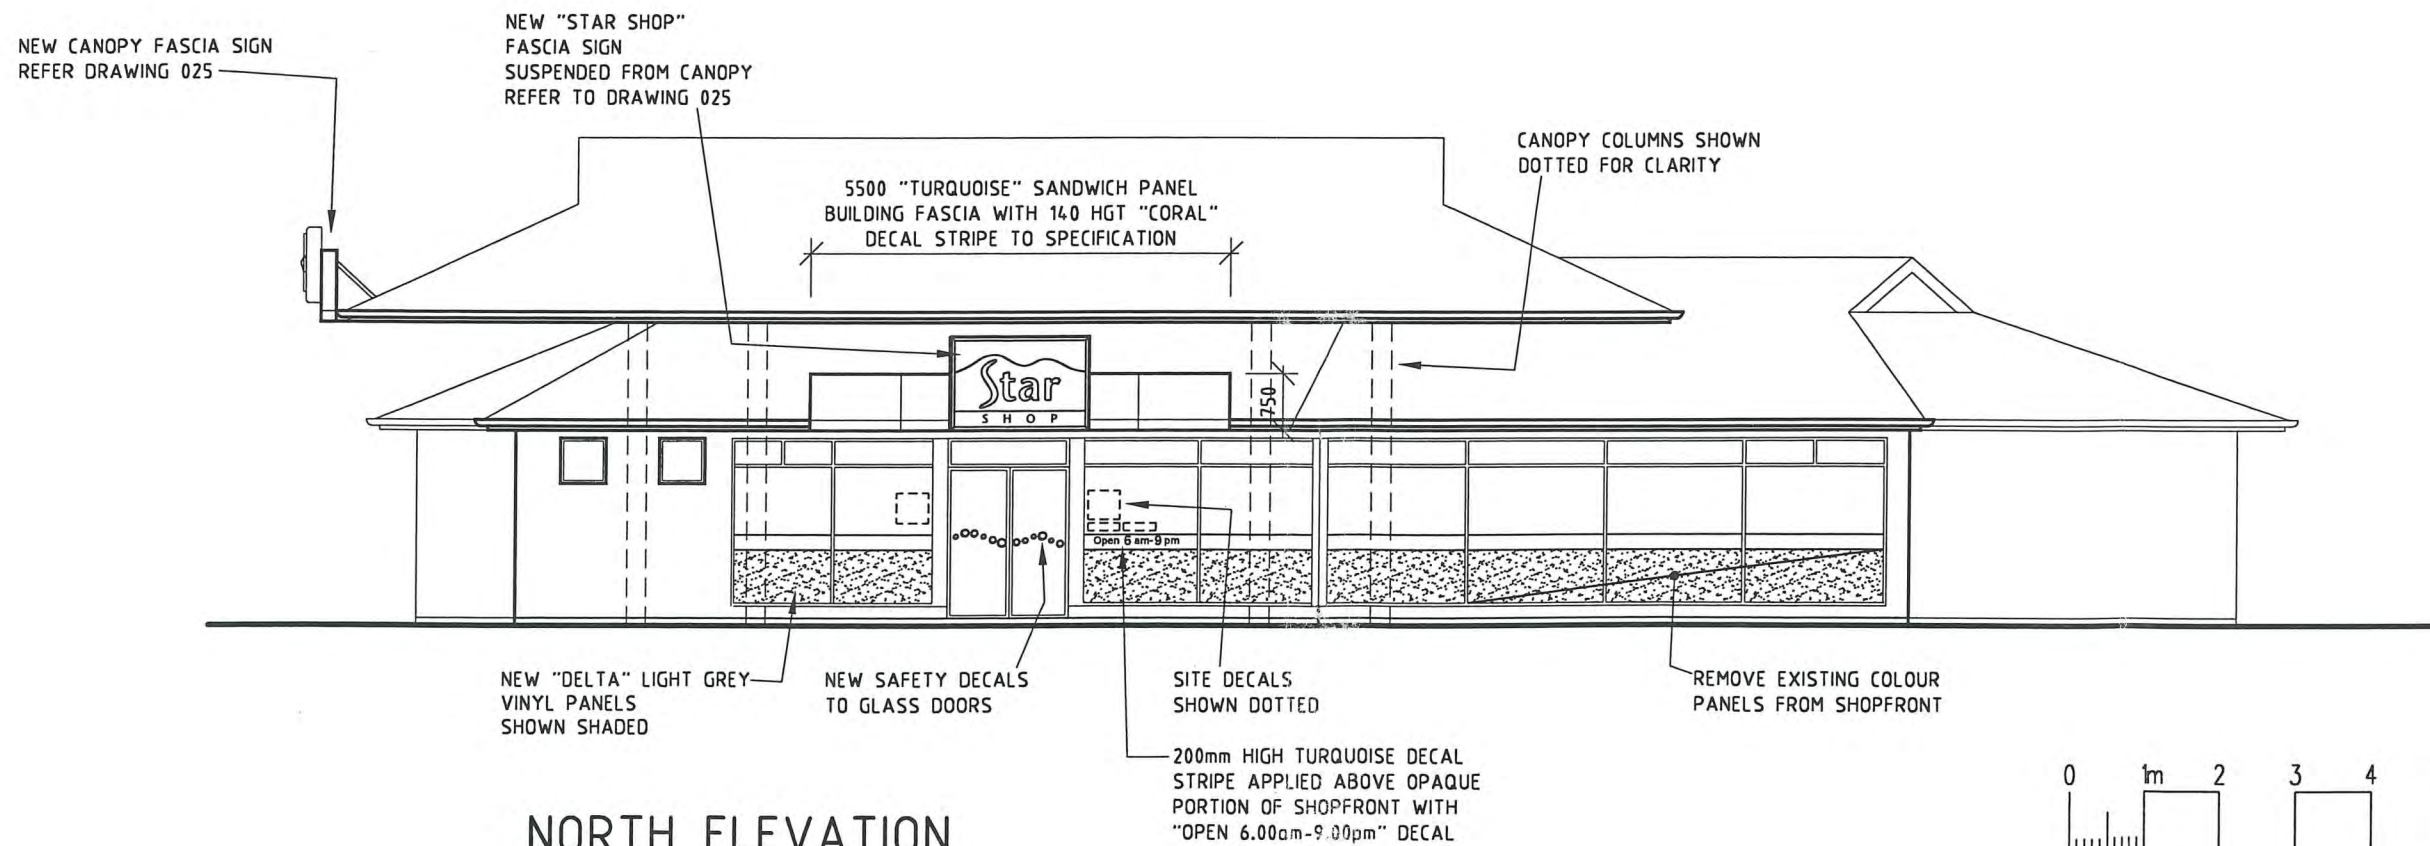 NEW CANOPY FASCIA SIGN
REFER DRAWING 025
NEW "STAR SHOP"
FASCIA SIGN
SUSPENDED FROM CANOPY
REFER TO DRAWING 025
5500 "TURQUOISE" SANDWICH PANEL
BUILDING FASCIA WITH 140 HGT "CORAL"
DECAL STRIPE TO SPECIFICATION
CANOPY COLUMNS SHOWN
DOTTED FOR CLARITY
Star
SHOP
750
Open 6 am-9 pm
NEW "DELTA" LIGHT GREY
VINYL PANELS
SHOWN SHADED
NEW SAFETY DECALS
TO GLASS DOORS
SITE DECALS
SHOWN DOTTED
200mm HIGH TURQUOISE DECAL
STRIPE APPLIED ABOVE OPAQUE
PORTION OF SHOPFRONT WITH
"OPEN 6.00am-9.00pm" DECAL
REMOVE EXISTING COLOUR
PANELS FROM SHOPFRONT
NORTH ELEVATION
0 1m 2 3 4